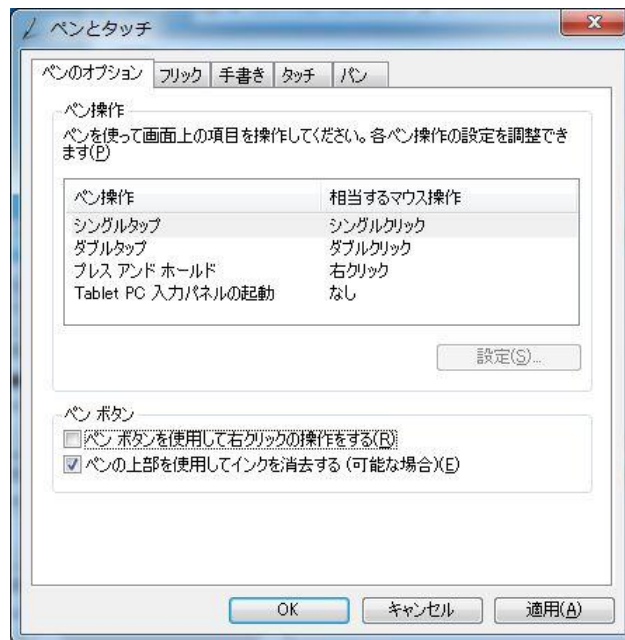 ペンとタッチ
ペンのオプション フリック 手書き タッチ パン
ペン操作
ペンを使って画面上の項目を操作してください。各ペン操作の設定を調整でき
ます(P)
ペン操作 相当するマウス操作
シングルタップ シングルクリック
ダブルタップ ダブルクリック
プレス アンド ホールド 右クリック
Tablet PC 入力パネルの起動 なし
設定(S)...
ペン ボタン
ペン ボタンを使用して右クリックの操作をする(R)
ペンの上部を使用してインクを消去する (可能な場合)(E)
OK キャンセル 適用(A)